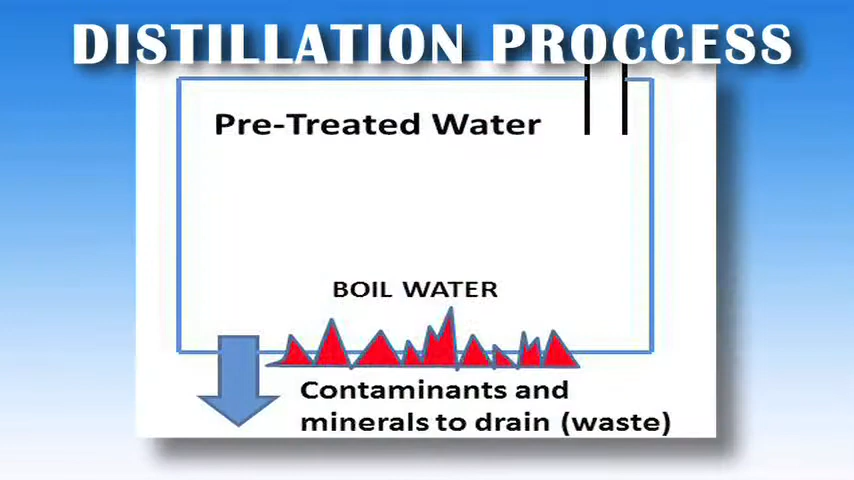 DISTILLATION PROCCESS
Pre-Treated Water
BOIL WATER
Contaminants and
minerals to drain (waste)